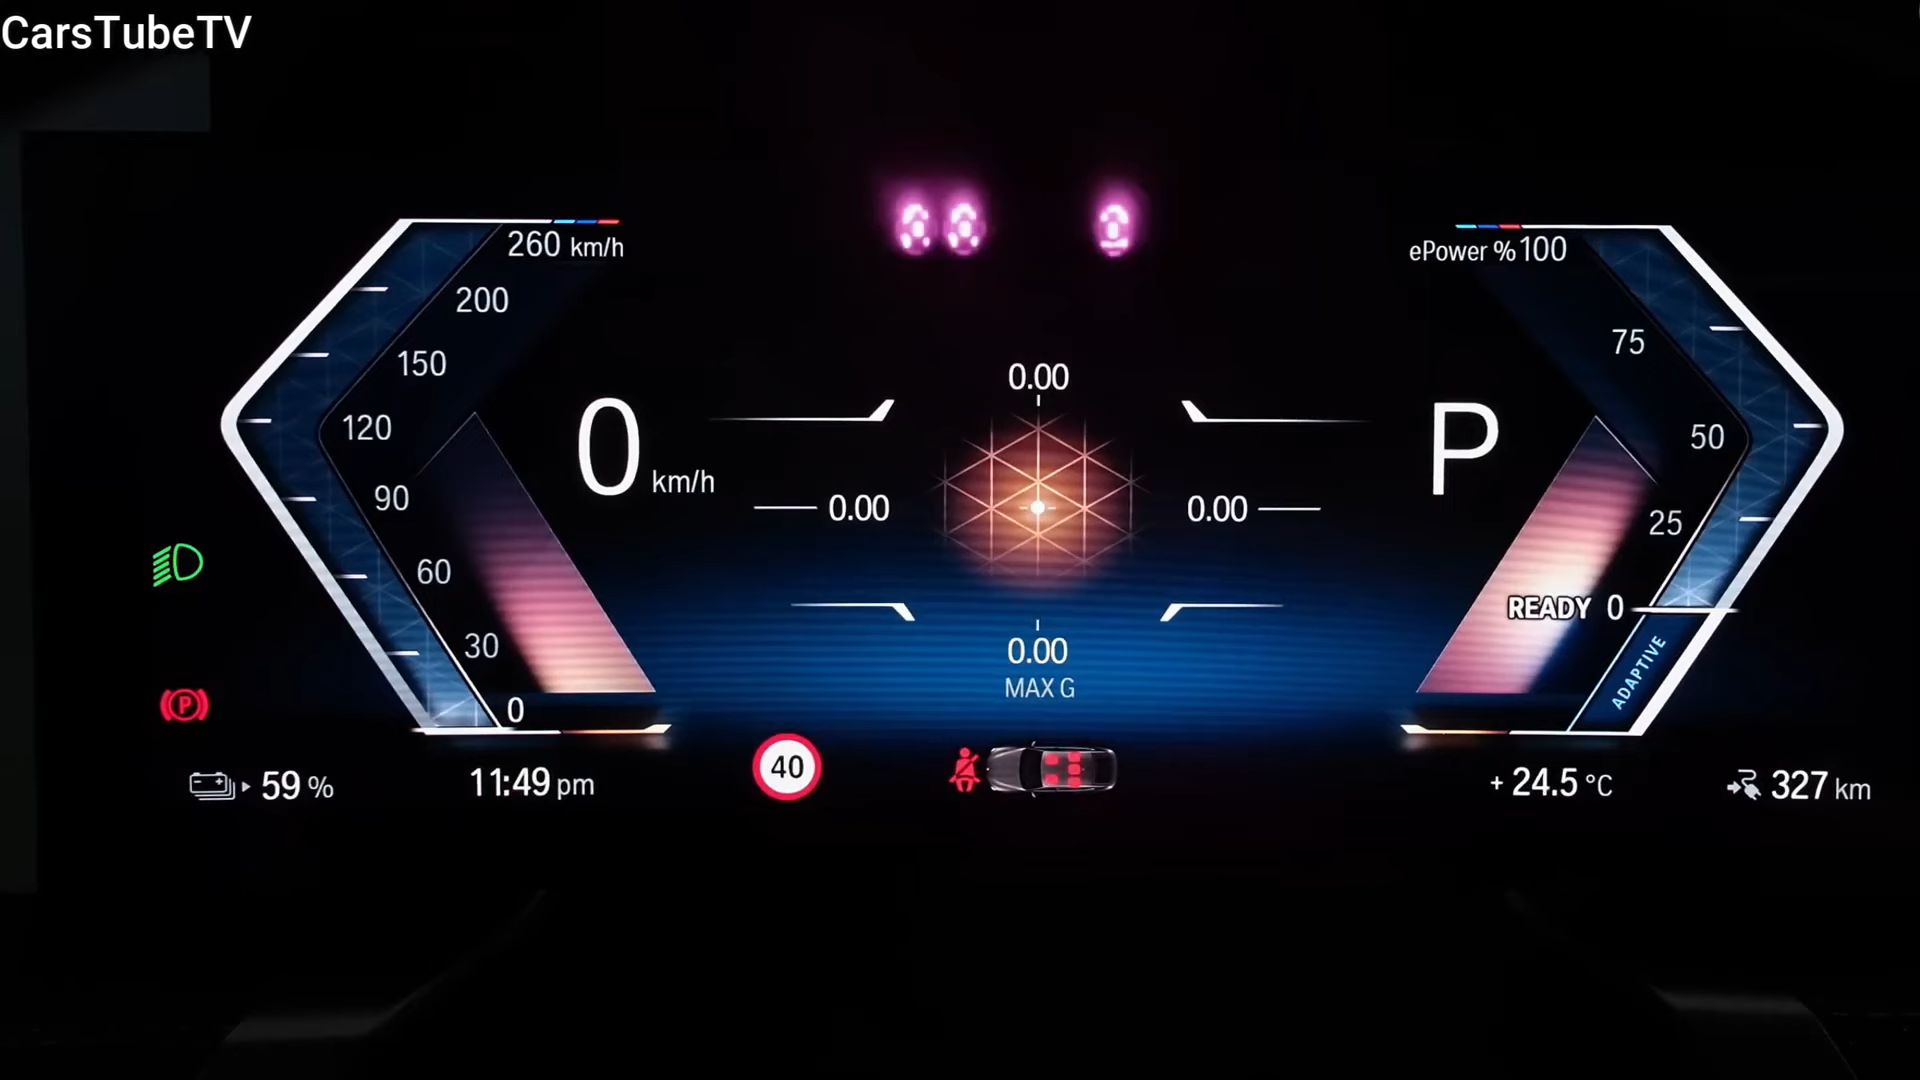 CarsTubeTV
260 km/h
200
150
120
90
60
30
0
0 km/h
0.00
0.00
0.00
0.00
MAX G
ePower % 100
75
50
25
READY 0
ADAPTIVE
P
P
59 %
11:49 pm
40
+ 24.5 °C
327 km